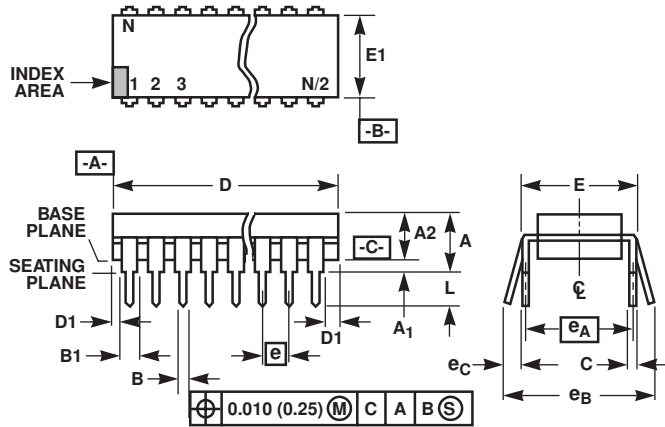 N
E1
INDEX
AREA
1 2 3 N/2
-B-
-A-
D
E
BASE
PLANE
A2
A
-C-
SEATING
PLANE
L
D1
A1
D1
℄
eA
B1
e
eC
C
B
eB
⌖ 0.010 (0.25) Ⓜ C A B Ⓢ